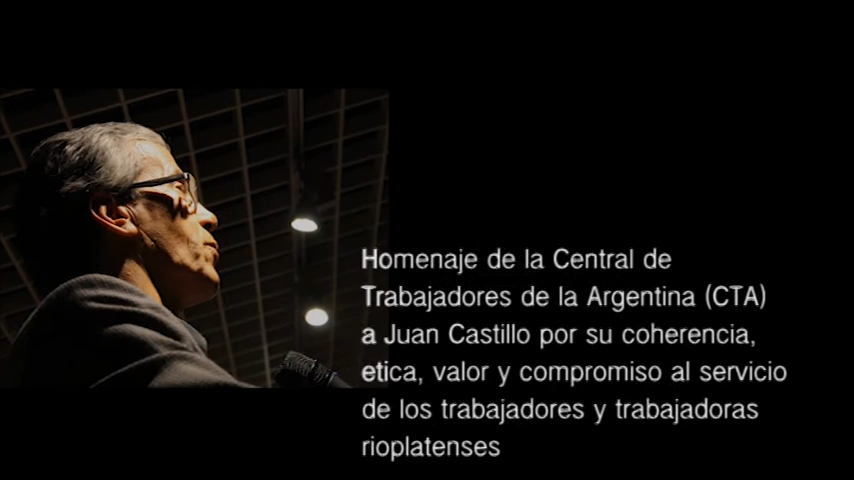 Homenaje de la Central de
Trabajadores de la Argentina (CTA)
a Juan Castillo por su coherencia,
etica, valor y compromiso al servicio
de los trabajadores y trabajadoras
rioplatenses